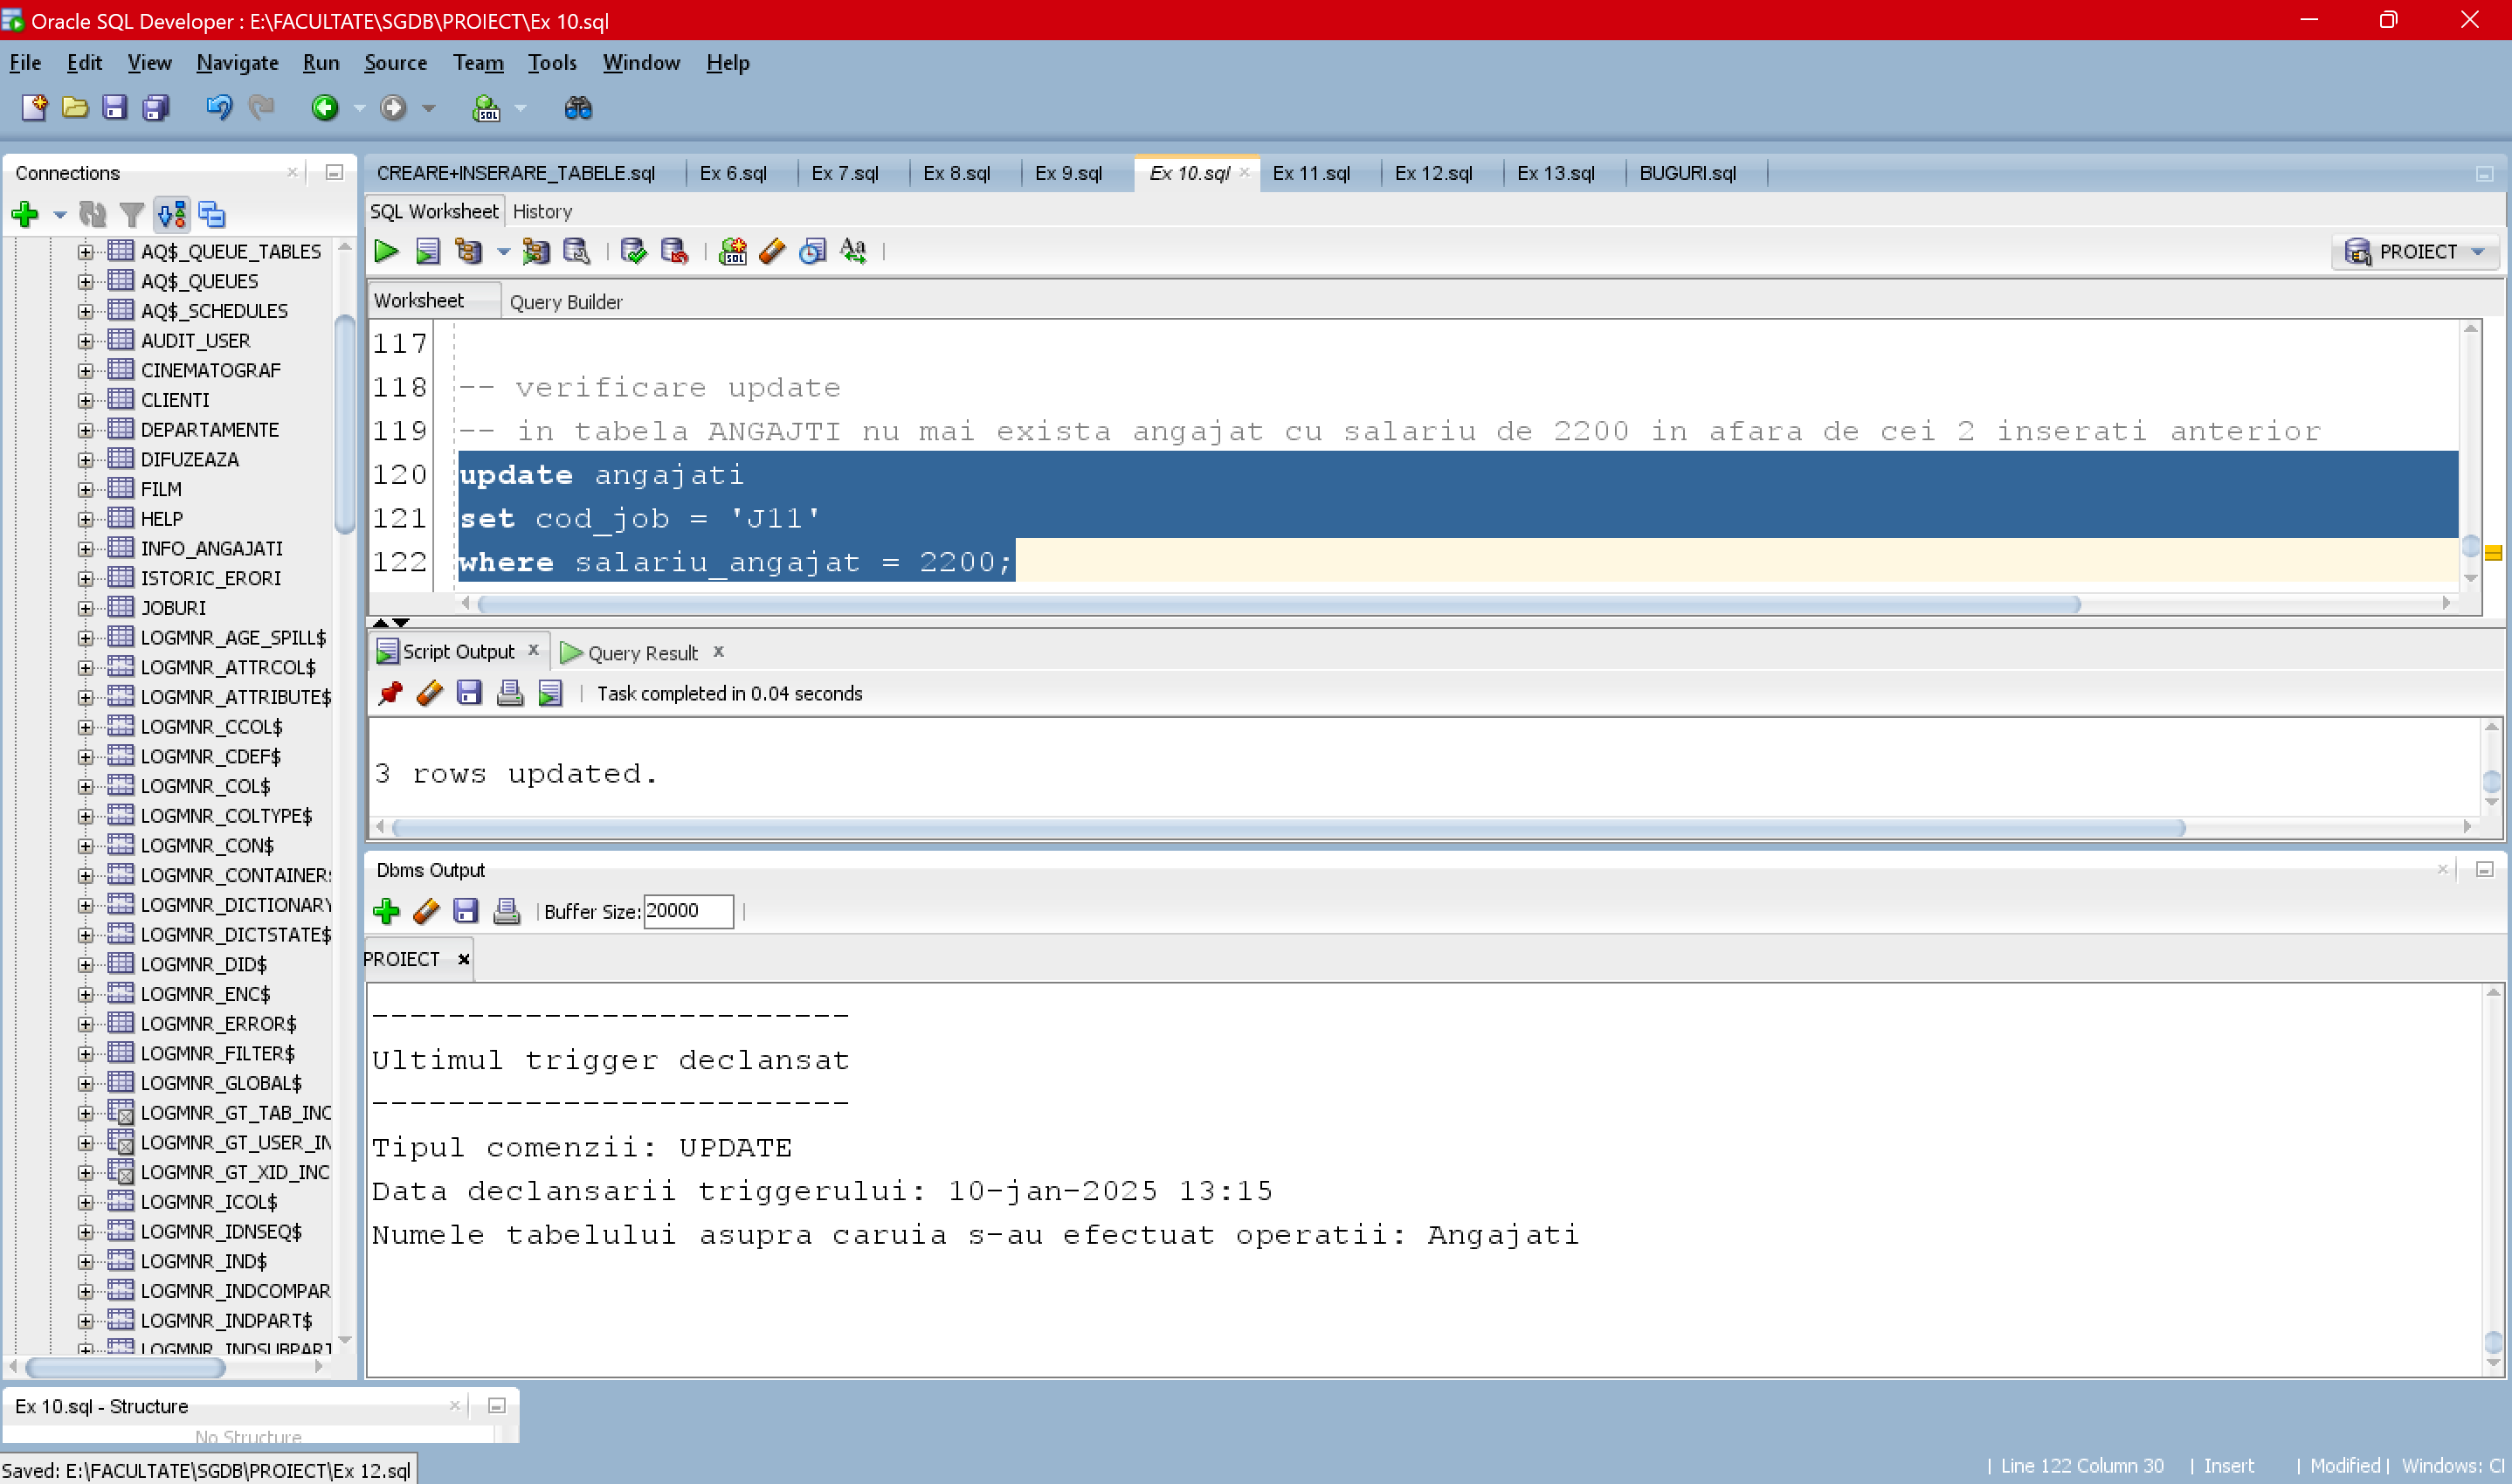 Oracle SQL Developer : E:\FACULTATE\SGDB\PROIECT\Ex 10.sql
File Edit View Navigate Run Source Team Tools Window Help
Connections
AQ$_QUEUE_TABLES
AQ$_QUEUES
AQ$_SCHEDULES
AUDIT_USER
CINEMATOGRAF
CLIENTI
DEPARTAMENTE
DIFUZEAZA
FILM
HELP
INFO_ANGAJATI
ISTORIC_ERORI
JOBURI
LOGMNR_AGE_SPILL$
LOGMNR_ATTRCOL$
LOGMNR_ATTRIBUTE$
LOGMNR_CCOL$
LOGMNR_CDEF$
LOGMNR_COL$
LOGMNR_COLTYPE$
LOGMNR_CON$
LOGMNR_CONTAINER
LOGMNR_DICTIONARY
LOGMNR_DICTSTATE$
LOGMNR_DID$
LOGMNR_ENC$
LOGMNR_ERROR$
LOGMNR_FILTER$
LOGMNR_GLOBAL$
LOGMNR_GT_TAB_INC
LOGMNR_GT_USER_IN
LOGMNR_GT_XID_INC
LOGMNR_ICOL$
LOGMNR_IDNSEQ$
LOGMNR_IND$
LOGMNR_INDCOMPAR
LOGMNR_INDPART$
LOGMNR_INDSUBPART
CREARE+INSERARE_TABELE.sql Ex 6.sql Ex 7.sql Ex 8.sql Ex 9.sql Ex 10.sql Ex 11.sql Ex 12.sql Ex 13.sql BUGURI.sql
SQL Worksheet History
PROIECT
Worksheet Query Builder
117
118 -- verificare update
119 -- in tabela ANGAJTI nu mai exista angajat cu salariu de 2200 in afara de cei 2 inserati anterior
120 update angajati
121 set cod_job = 'J11'
122 where salariu_angajat = 2200;
Script Output x Query Result x
Task completed in 0.04 seconds
3 rows updated.
Dbms Output
Buffer Size: 20000
PROIECT
-------------------------
Ultimul trigger declansat
-------------------------
Tipul comenzii: UPDATE
Data declansarii triggerului: 10-jan-2025 13:15
Numele tabelului asupra caruia s-au efectuat operatii: Angajati
Ex 10.sql - Structure
No Structure
Saved: E:\FACULTATE\SGDB\PROIECT\Ex 12.sql
| Line 122 Column 30 | Insert | Modified | Windows: C